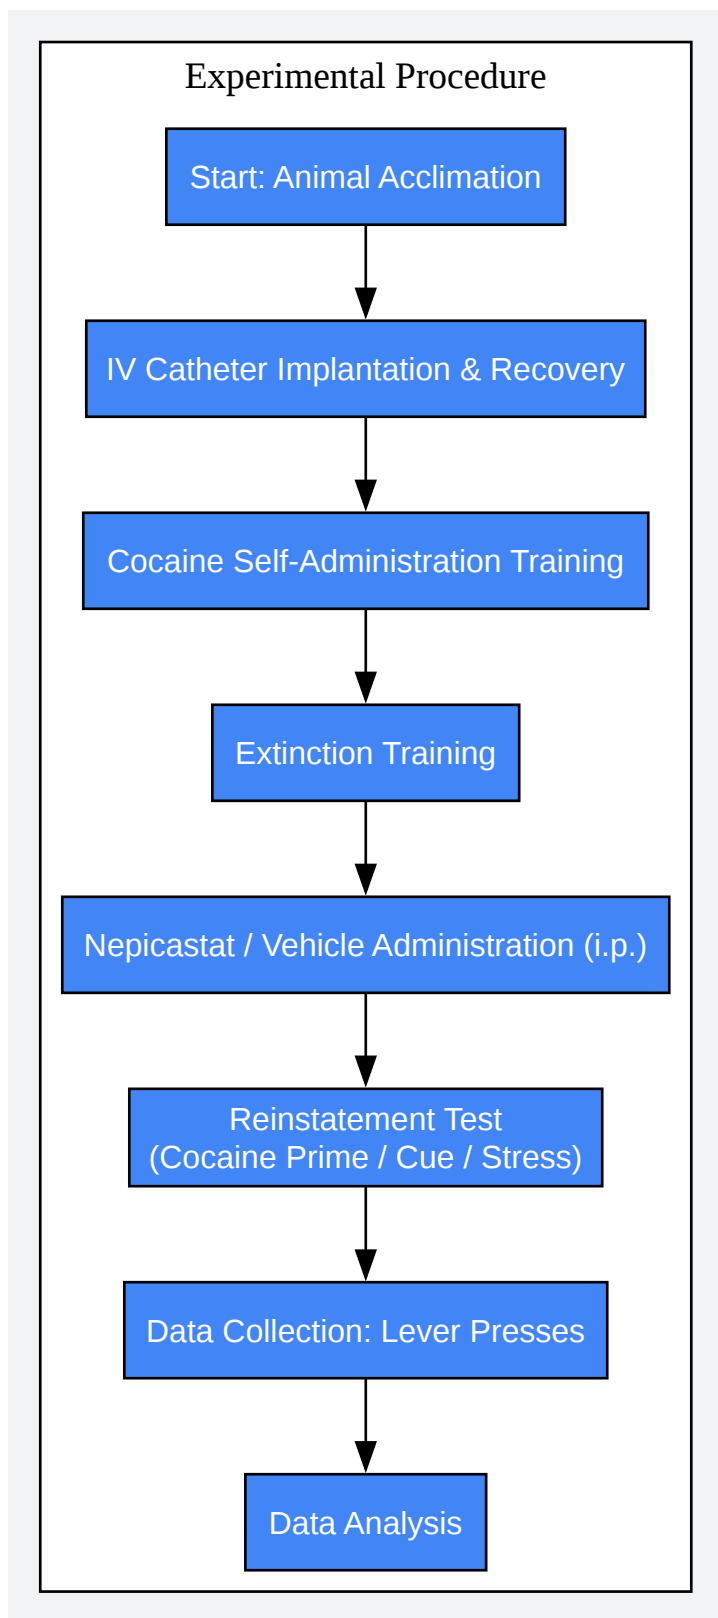 Experimental Procedure
Start: Animal Acclimation
IV Catheter Implantation & Recovery
Cocaine Self-Administration Training
Extinction Training
Nepicastat / Vehicle Administration (i.p.)
Reinstatement Test
(Cocaine Prime / Cue / Stress)
Data Collection: Lever Presses
Data Analysis